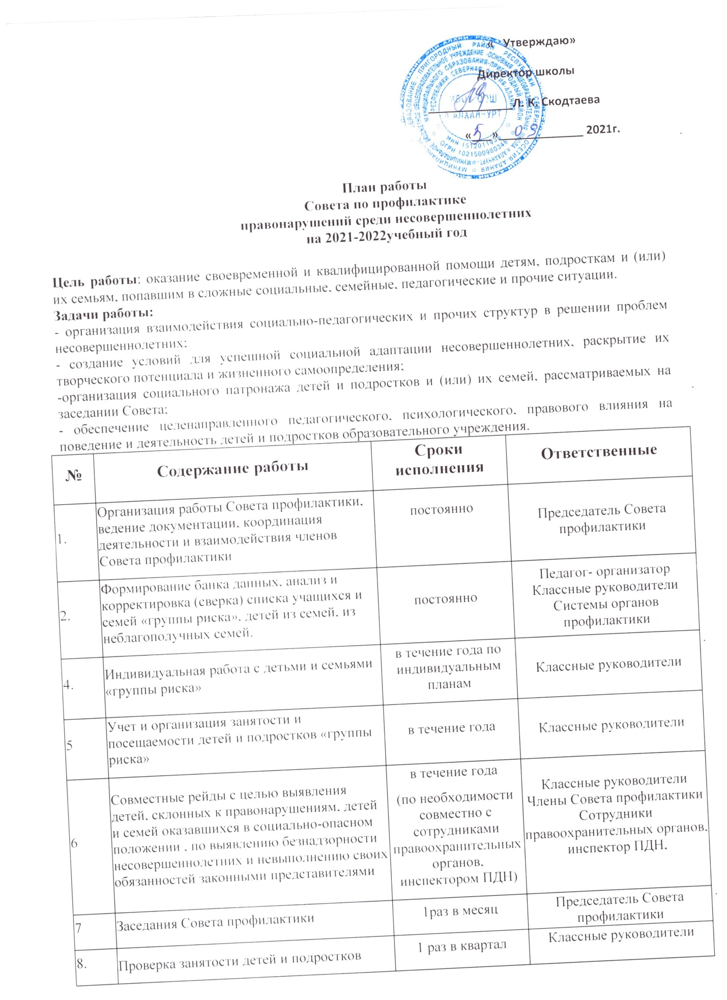 « Утверждаю»
Директор школы
Л. К. Скодтаева
«5» 09 2021г.
МБОУ ООШ
п.АЛХАНЧУРТ
ИНН 1512011936
ОГРН 1021500980346
План работы
Совета по профилактике
правонарушений среди несовершеннолетних
на 2021-2022учебный год
Цель работы: оказание своевременной и квалифицированной помощи детям, подросткам и (или)
их семьям, попавшим в сложные социальные, семейные, педагогические и прочие ситуации.
Задачи работы:
- организация взаимодействия социально-педагогических и прочих структур в решении проблем
несовершеннолетних;
- создание условий для успешной социальной адаптации несовершеннолетних, раскрытие их
творческого потенциала и жизненного самоопределения;
-организация социального патронажа детей и подростков и (или) их семей, рассматриваемых на
заседании Совета;
- обеспечение целенаправленного педагогического, психологического, правового влияния на
поведение и деятельность детей и подростков образовательного учреждения.
№
Содержание работы
Сроки
исполнения
Ответственные
1.
Организация работы Совета профилактики,
ведение документации, координация
деятельности и взаимодействия членов
Совета профилактики
постоянно
Председатель Совета
профилактики
2.
Формирование банка данных, анализ и
корректировка (сверка) списка учащихся и
семей «группы риска», детей из семей, из
неблагополучных семей.
постоянно
Педагог- организатор
Классные руководители
Системы органов
профилактики
4.
Индивидуальная работа с детьми и семьями
«группы риска»
в течение года по
индивидуальным
планам
Классные руководители
5
Учет и организация занятости и
посещаемости детей и подростков «группы
риска»
в течение года
Классные руководители
6
Совместные рейды с целью выявления
детей, склонных к правонарушениям, детей
и семей оказавшихся в социально-опасном
положении , по выявлению безнадзорности
несовершеннолетних и невыполнению своих
обязанностей законными представителями
в течение года
(по необходимости
совместно с
сотрудниками
правоохранительных
органов,
инспектором ПДН)
Классные руководители
Члены Совета профилактики
Сотрудники
правоохранительных органов,
инспектор ПДН,
7
Заседания Совета профилактики
1раз в месяц
Председатель Совета
профилактики
8.
Проверка занятости детей и подростков
1 раз в квартал
Классные руководители